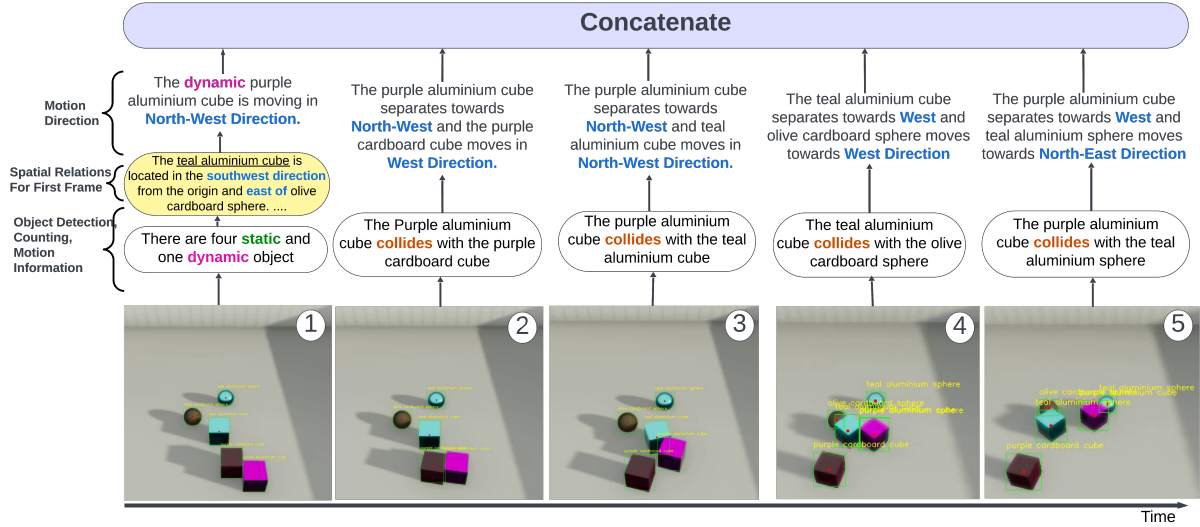 Concatenate
Motion
Direction
The dynamic purple
aluminium cube is moving in
North-West Direction.
The purple aluminium cube
separates towards
North-West and the purple
cardboard cube moves in
West Direction.
The purple aluminium cube
separates towards
North-West and teal
aluminium cube moves in
North-West Direction.
The teal aluminium cube
separates towards West and
olive cardboard sphere moves
towards West Direction
The purple aluminium cube
separates towards West and
teal aluminium sphere moves
towards North-East Direction
Spatial Relations
For First Frame
The teal aluminium cube is
located in the southwest direction
from the origin and east of olive
cardboard sphere. ....
Object Detection,
Counting,
Motion
Information
There are four static and
one dynamic object
The Purple aluminium
cube collides with the purple
cardboard cube
The purple aluminium
cube collides with the teal
aluminium cube
The teal aluminium
cube collides with the olive
cardboard sphere
The purple aluminium
cube collides with the teal
aluminium sphere
1
2
3
4
5
teal aluminium sphere
purple aluminium sphere
purple cardboard cube
teal aluminium sphere
teal aluminium sphere
purple cardboard cube
Time